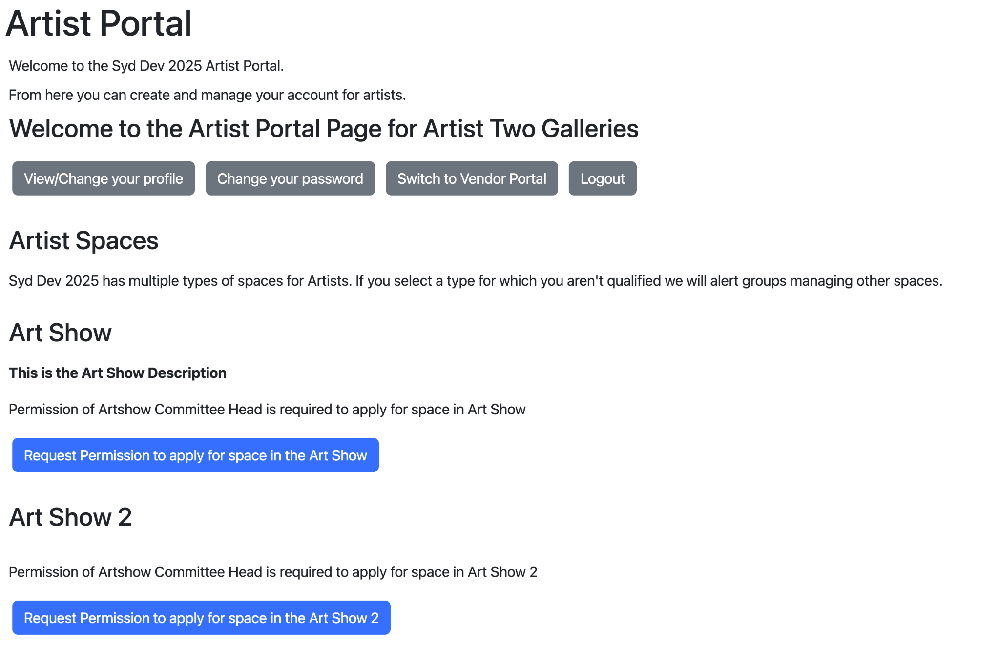 Artist Portal
Welcome to the Syd Dev 2025 Artist Portal.
From here you can create and manage your account for artists.
Welcome to the Artist Portal Page for Artist Two Galleries
View/Change your profile Change your password Switch to Vendor Portal Logout
Artist Spaces
Syd Dev 2025 has multiple types of spaces for Artists. If you select a type for which you aren't qualified we will alert groups managing other spaces.
Art Show
This is the Art Show Description
Permission of Artshow Committee Head is required to apply for space in Art Show
Request Permission to apply for space in the Art Show
Art Show 2
Permission of Artshow Committee Head is required to apply for space in Art Show 2
Request Permission to apply for space in the Art Show 2